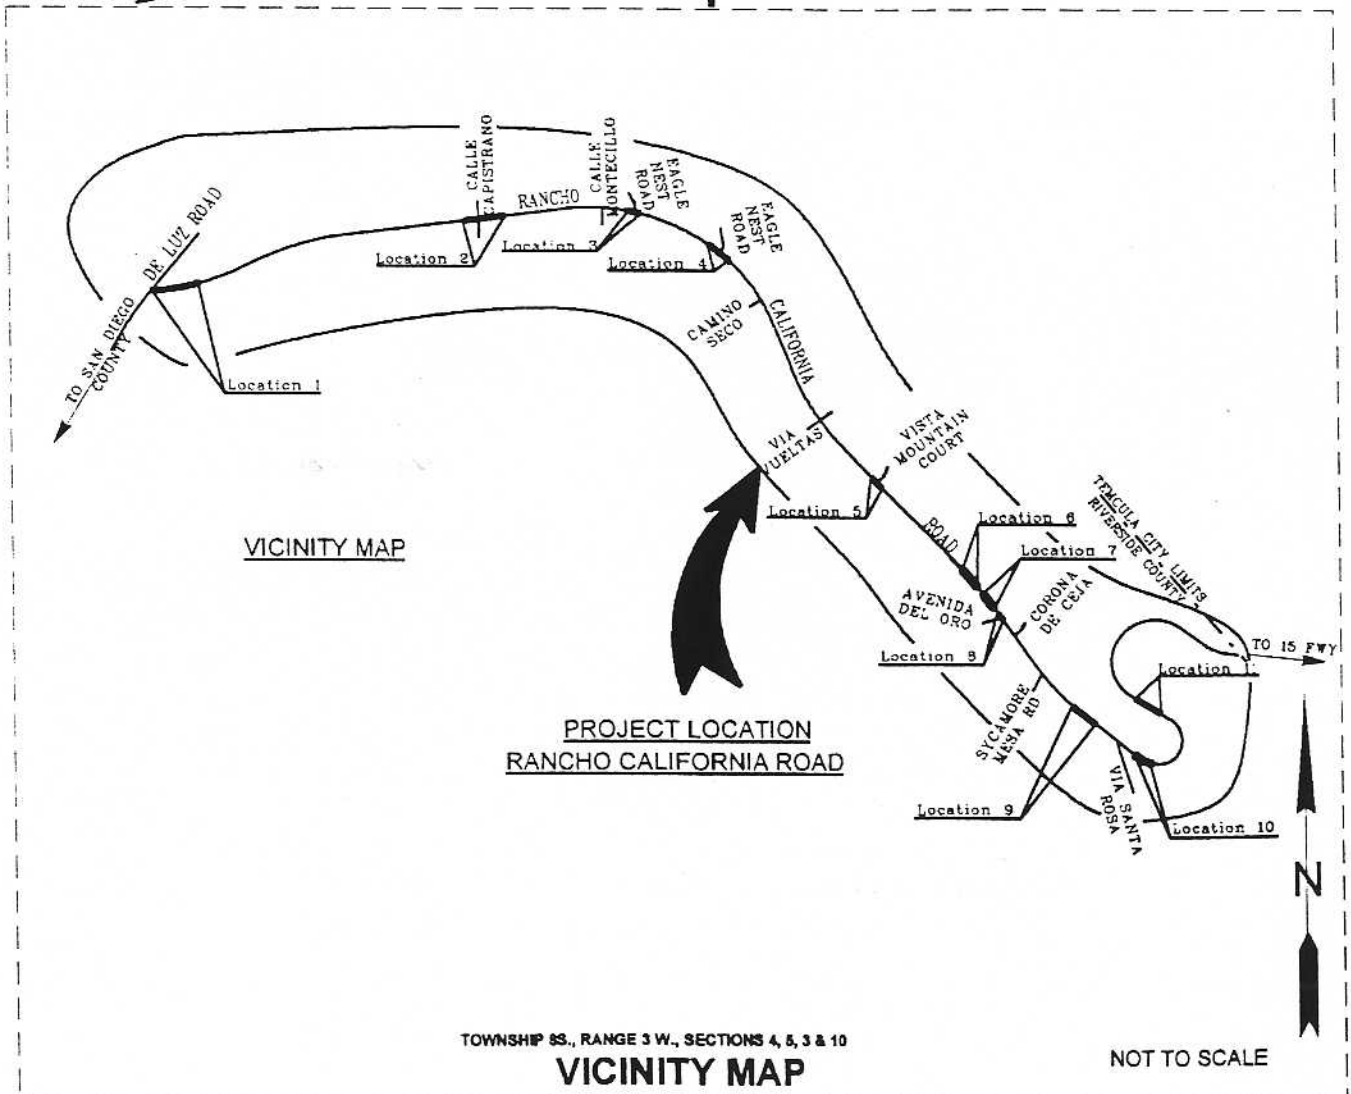 CALLE
CAPISTRANO
RANCHO
CALLE
MONTECILLO
EAGLE
NEST
ROAD
EAGLE
NEST
ROAD
DE LUZ ROAD
Location 2
Location 3
Location 4
TO SAN DIEGO
COUNTY
Location 1
CAMINO
SECO
CALIFORNIA
VIA
VUELTAS
VISTA
MOUNTAIN
COURT
Location 5
VICINITY MAP
ROAD
Location 6
Location 7
TEMCULA CITY LIMITS
RIVERSIDE COUNTY
AVENIDA
DEL ORO
CORONA
DE CEJA
Location 8
TO 15 FWY
Location
SYCAMORE
MESA RD
PROJECT LOCATION
RANCHO CALIFORNIA ROAD
Location 9
VIA SANTA
ROSA
Location 10
N
TOWNSHIP 8S., RANGE 3 W., SECTIONS 4, 5, 3 & 10
VICINITY MAP
NOT TO SCALE